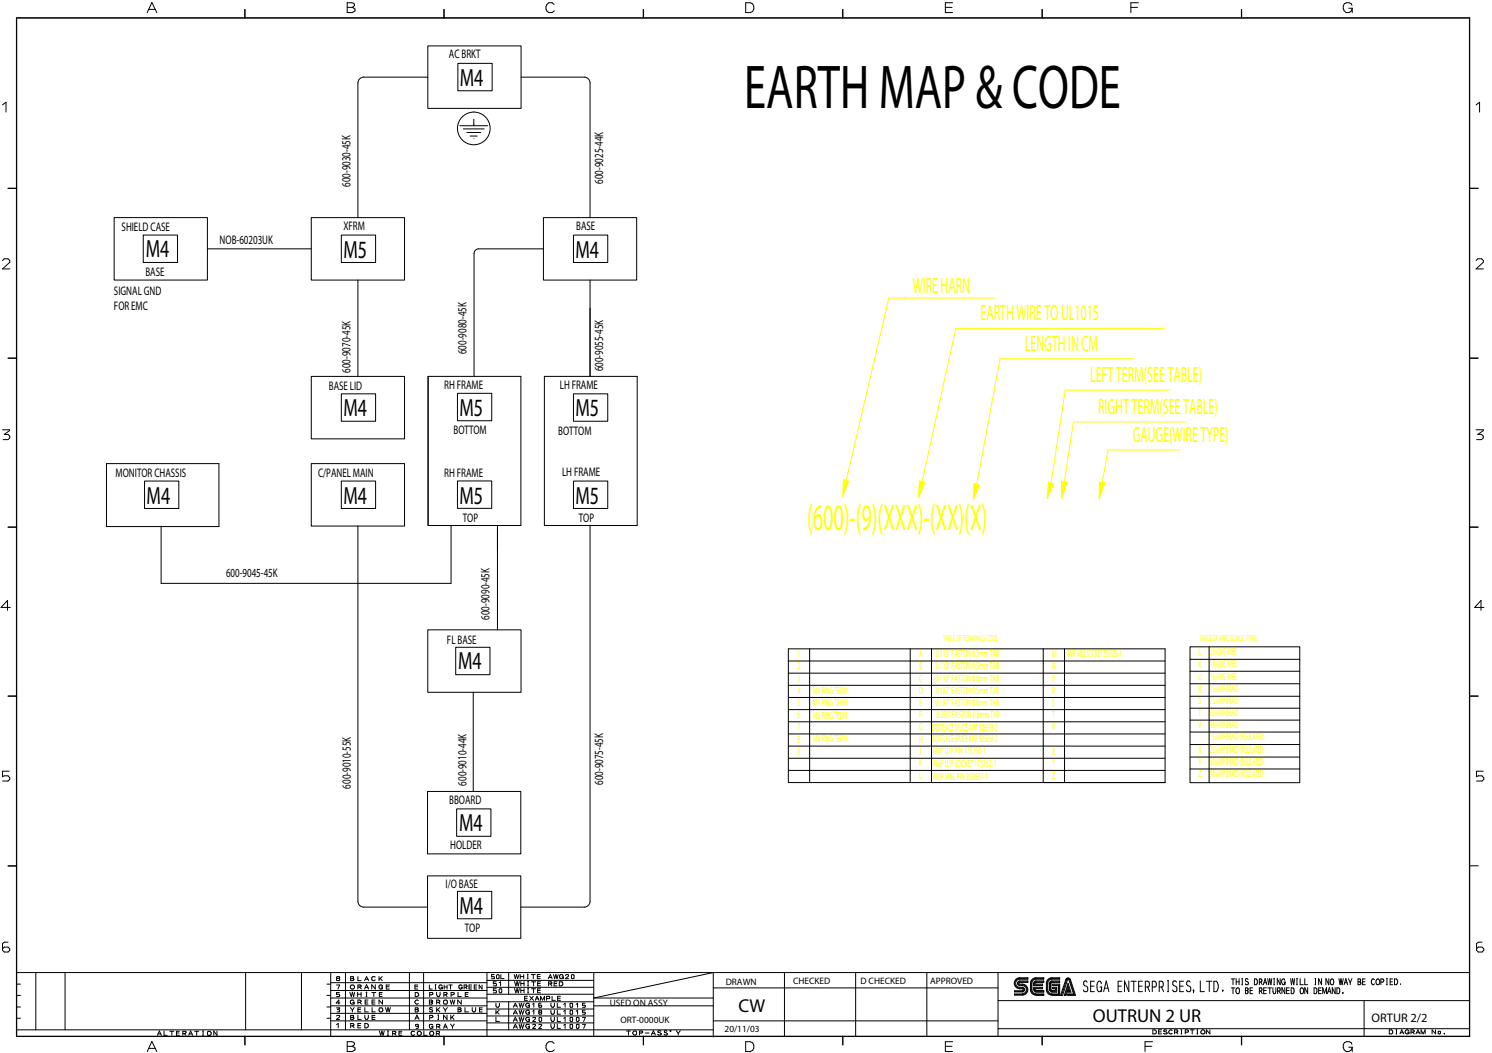 A B C D E F G
EARTH MAP & CODE
AC BRKT
M4
1 1
600-9030-45K
600-9025-44K
SHIELD CASE
M4
BASE
SIGNAL GND
FOR EMC
NOB-60203UK
XFRM
M5
BASE
M4
2 2
600-9070-45K
600-9080-45K
600-9055-45K
WIRE HARN
EARTH WIRE TO UL1015
LENGTH IN CM
LEFT TERM(SEE TABLE)
RIGHT TERM(SEE TABLE)
GAUGE(WIRE TYPE)
(600)-(9)(XXX)-(XX)(X)
BASE LID
M4
RH FRAME
M5
BOTTOM
LH FRAME
M5
BOTTOM
3 3
MONITOR CHASSIS
M4
C/PANEL MAIN
M4
RH FRAME
M5
TOP
LH FRAME
M5
TOP
600-9045-45K
600-9090-45K
4 4
FL BASE
M4
600-9010-55K
600-9010-44K
600-9075-45K
5 5
BBOARD
M4
HOLDER
I/O BASE
M4
TOP
6 6
ALTERATION
8 BLACK
7 ORANGE E LIGHT GREEN
5 WHITE D PURPLE
4 GREEN C BROWN
3 YELLOW B SKY BLUE
2 BLUE A PINK
1 RED 9 GRAY
WIRE COLOR
50L WHITE AWG20
51 WHITE RED
50 WHITE
EXAMPLE
U AWG16 UL1015
K AWG18 UL1015
L AWG20 UL1007
AWG22 UL1007
USED ON ASSY
ORT-0000UK
TOP-ASS'Y
DRAWN CHECKED D CHECKED APPROVED
CW
20/11/03
SEGA SEGA ENTERPRISES, LTD.
THIS DRAWING WILL IN NO WAY BE COPIED.
TO BE RETURNED ON DEMAND.
OUTRUN 2 UR
DESCRIPTION
ORTUR 2/2
DIAGRAM No.
A B C D E F G